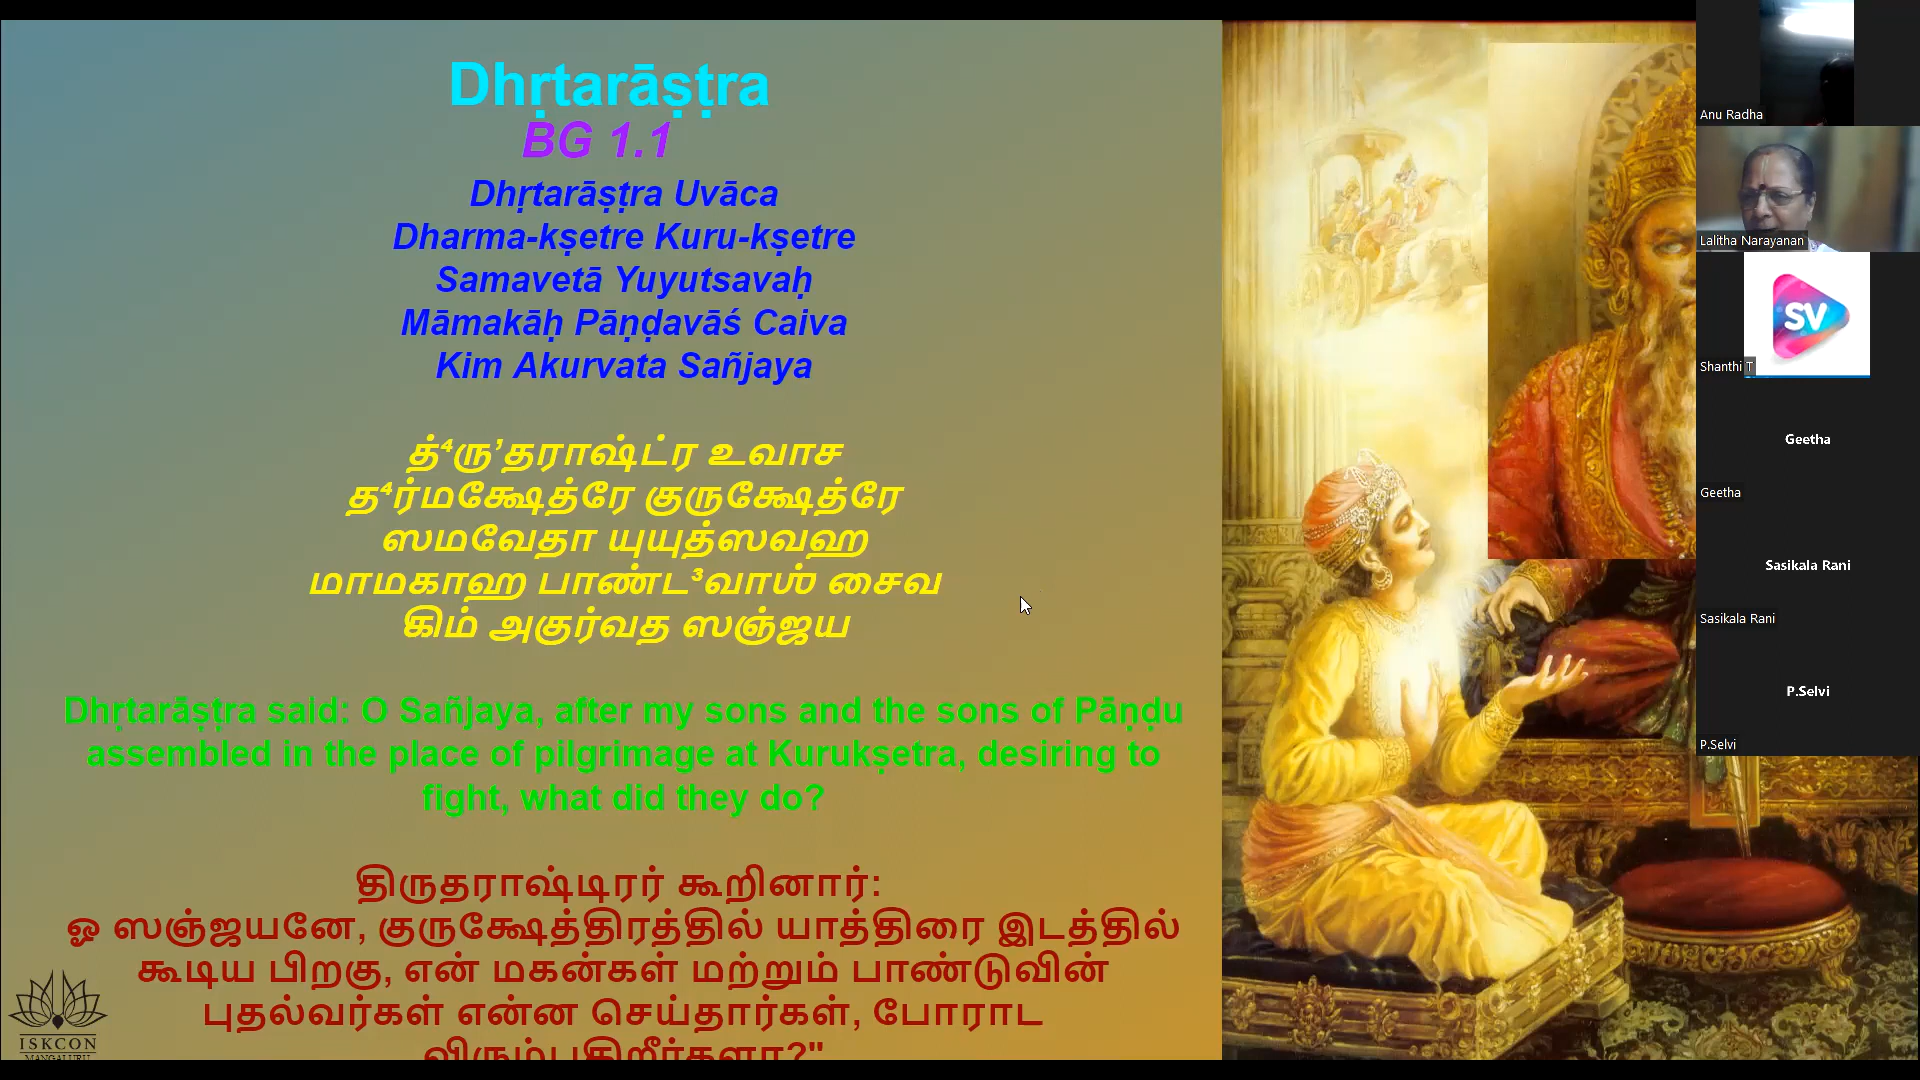 Dhṛtarāṣṭra
BG 1.1
Dhṛtarāṣṭra Uvāca
Dharma-kṣetre Kuru-kṣetre
Samavetā Yuyutsavaḥ
Māmakāḥ Pāṇḍavāś Caiva
Kim Akurvata Sañjaya
த்⁴ரு’தராஷ்ட்ர உவாச
த⁴ர்மக்ஷேத்ரே குருக்ஷேத்ரே
ஸமவேதா யுயுத்ஸவஹ
மாமகாஹ பாண்ட³வாஶ் சைவ
கிம் அகுர்வத ஸஞ்ஜய
Dhṛtarāṣṭra said: O Sañjaya, after my sons and the sons of Pāṇḍu
assembled in the place of pilgrimage at Kurukṣetra, desiring to
fight, what did they do?
திருதராஷ்டிரர் கூறினார்:
ஓ ஸஞ்ஜயனே, குருக்ஷேத்திரத்தில் யாத்திரை இடத்தில்
கூடிய பிறகு, என் மகன்கள் மற்றும் பாண்டுவின்
புதல்வர்கள் என்ன செய்தார்கள், போராட
விரும்புகிறீர்களா?"
ISKCON
MANGALURU
Anu Radha
Lalitha Narayanan
SV
Shanthi T
Geetha
Geetha
Sasikala Rani
Sasikala Rani
P.Selvi
P.Selvi